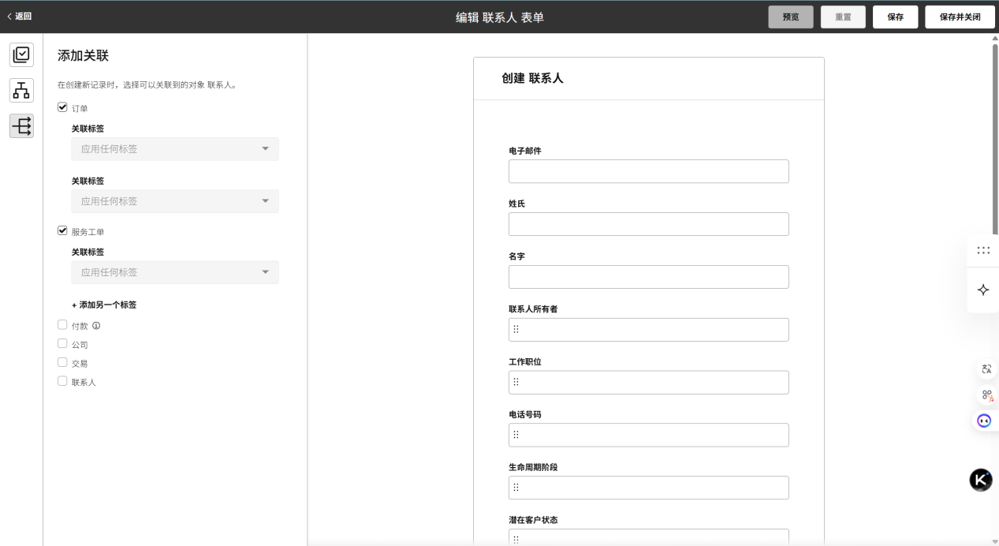 返回
编辑 联系人 表单
预览
重置
保存
保存并关闭
添加关联
在创建新记录时，选择可以关联到的对象 联系人。
订单
关联标签
应用任何标签
关联标签
应用任何标签
服务工单
关联标签
应用任何标签
+ 添加另一个标签
付款
公司
交易
联系人
创建 联系人
电子邮件
姓氏
名字
联系人所有者
工作职位
电话号码
生命周期阶段
潜在客户状态